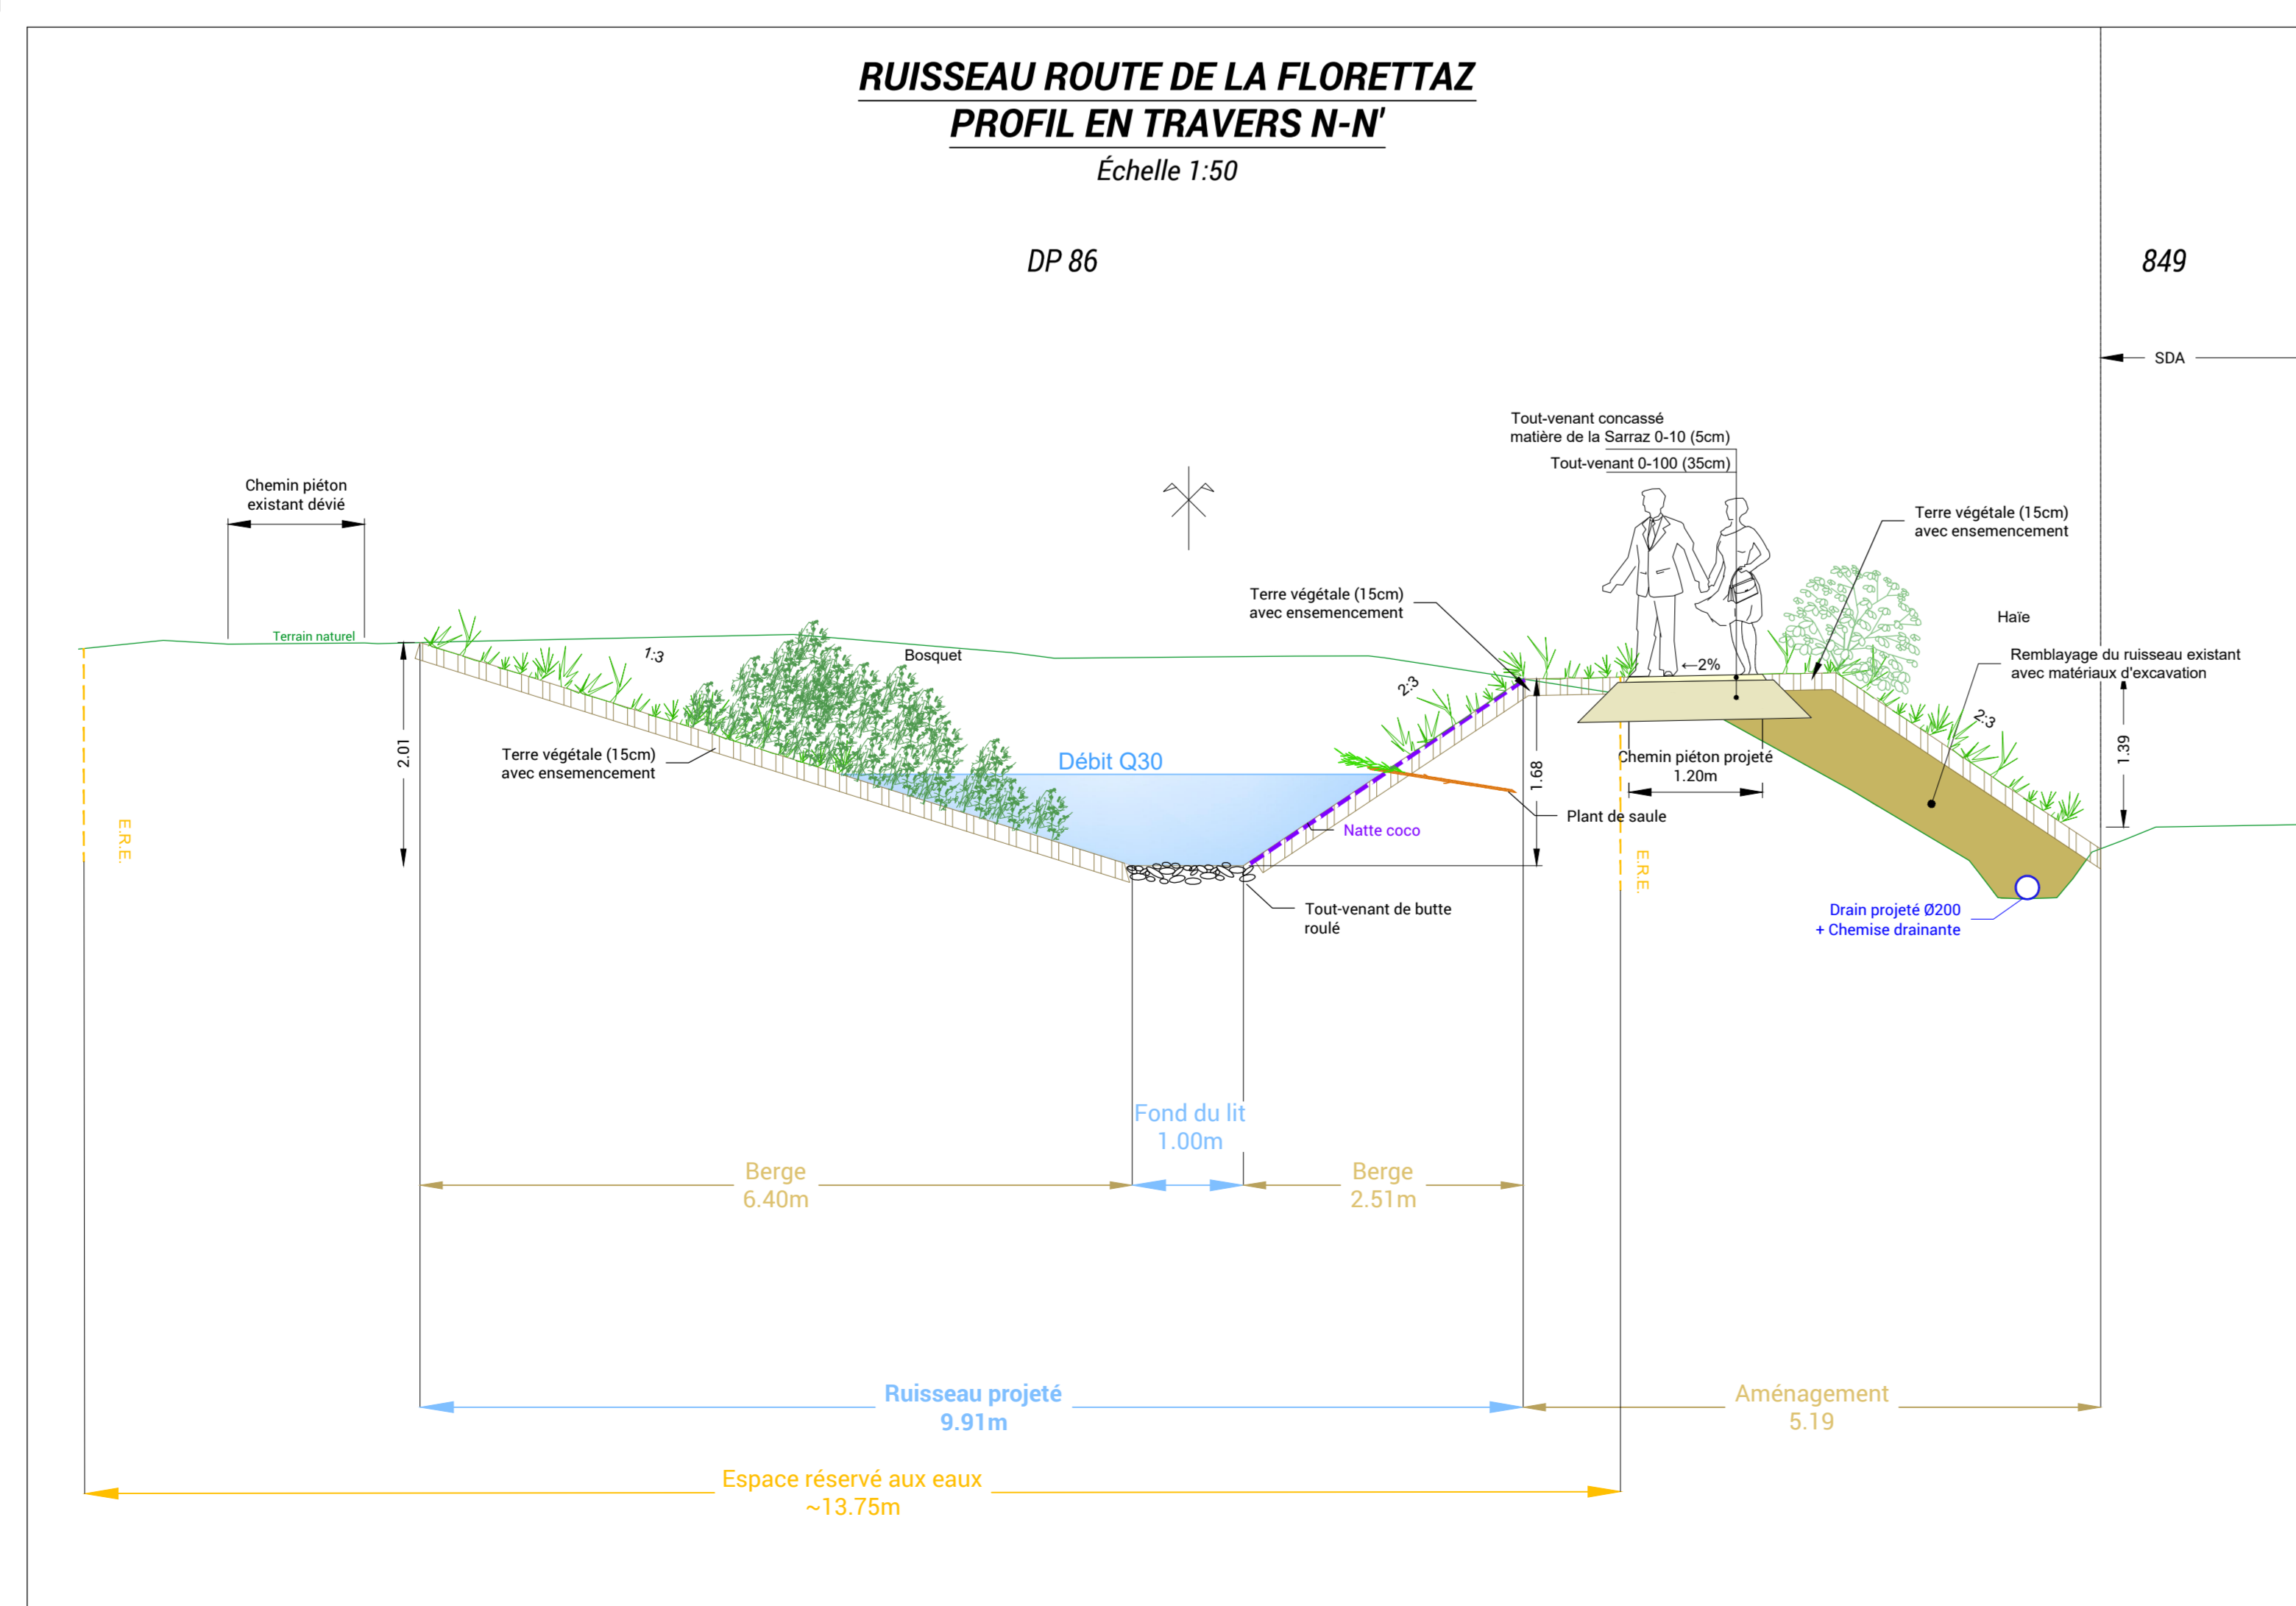 RUISSEAU ROUTE DE LA FLORETTAZ
PROFIL EN TRAVERS N-N'
Échelle 1:50
DP 86
849
SDA
Tout-venant concassé
matière de la Sarraz 0-10 (5cm)
Tout-venant 0-100 (35cm)
Chemin piéton
existant dévié
Terre végétale (15cm)
avec ensemencement
Terre végétale (15cm)
avec ensemencement
Haïe
Terrain naturel
1:3
Bosquet
2:3
←2%
Remblayage du ruisseau existant
avec matériaux d'excavation
2:3
2.01
Terre végétale (15cm)
avec ensemencement
Débit Q30
1.68
Chemin piéton projeté
1.20m
1.39
Plant de saule
Natte coco
E.R.E.
E.R.E.
Tout-venant de butte
roulé
Drain projeté Ø200
+ Chemise drainante
Fond du lit
1.00m
Berge
6.40m
Berge
2.51m
Ruisseau projeté
9.91m
Aménagement
5.19
Espace réservé aux eaux
~13.75m